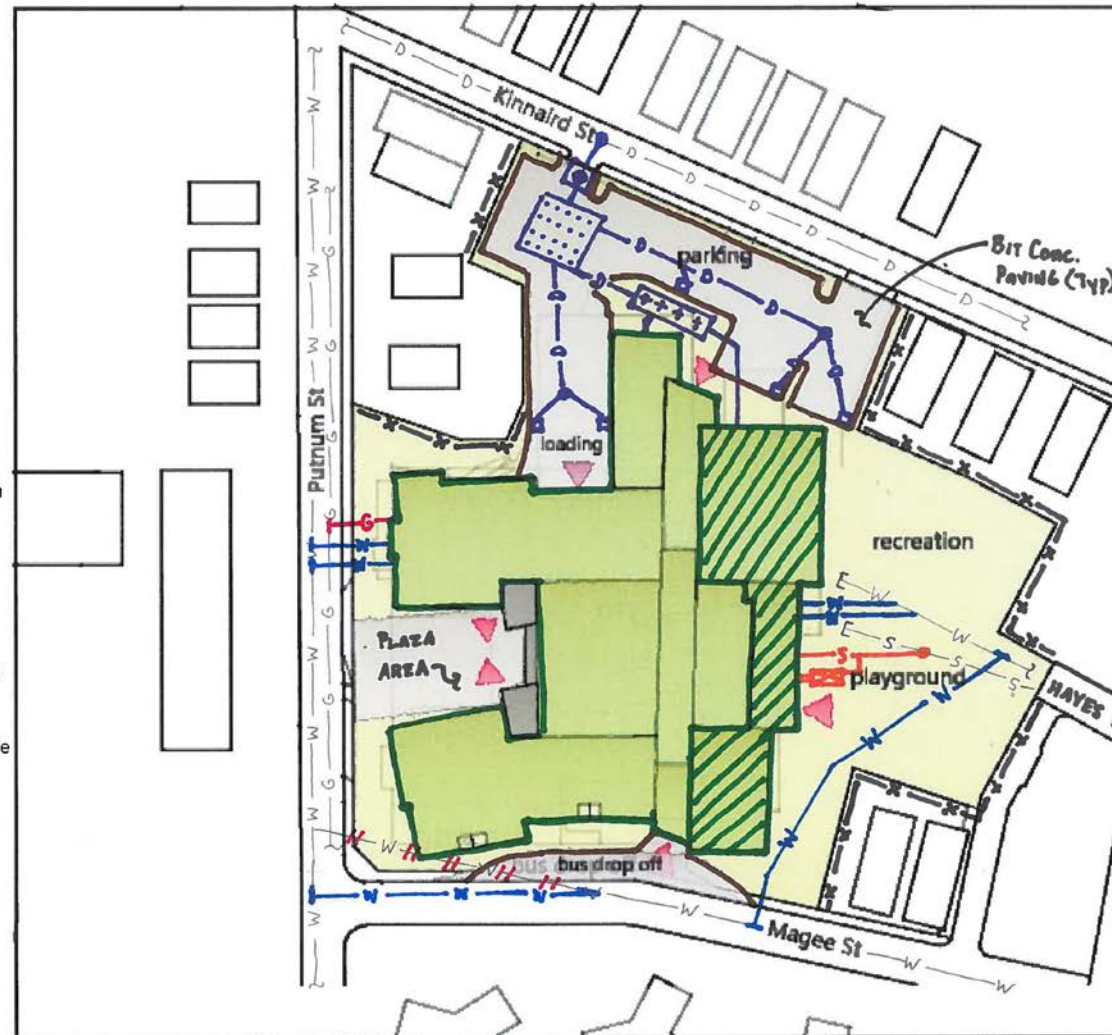 Kinnaird St
D D D D D D D D
BIT CONC.
PAVING (TYP)
parking
D D D D
Putnum St
W W W W W W
G G G G G
loading
G
W
W
recreation
E W W
W
W
E S S S
S
PLAZA
AREA
playground
HAYES
W
W
W
W W
H H H H H
bus drop off
W W W
W
Magee St
W W